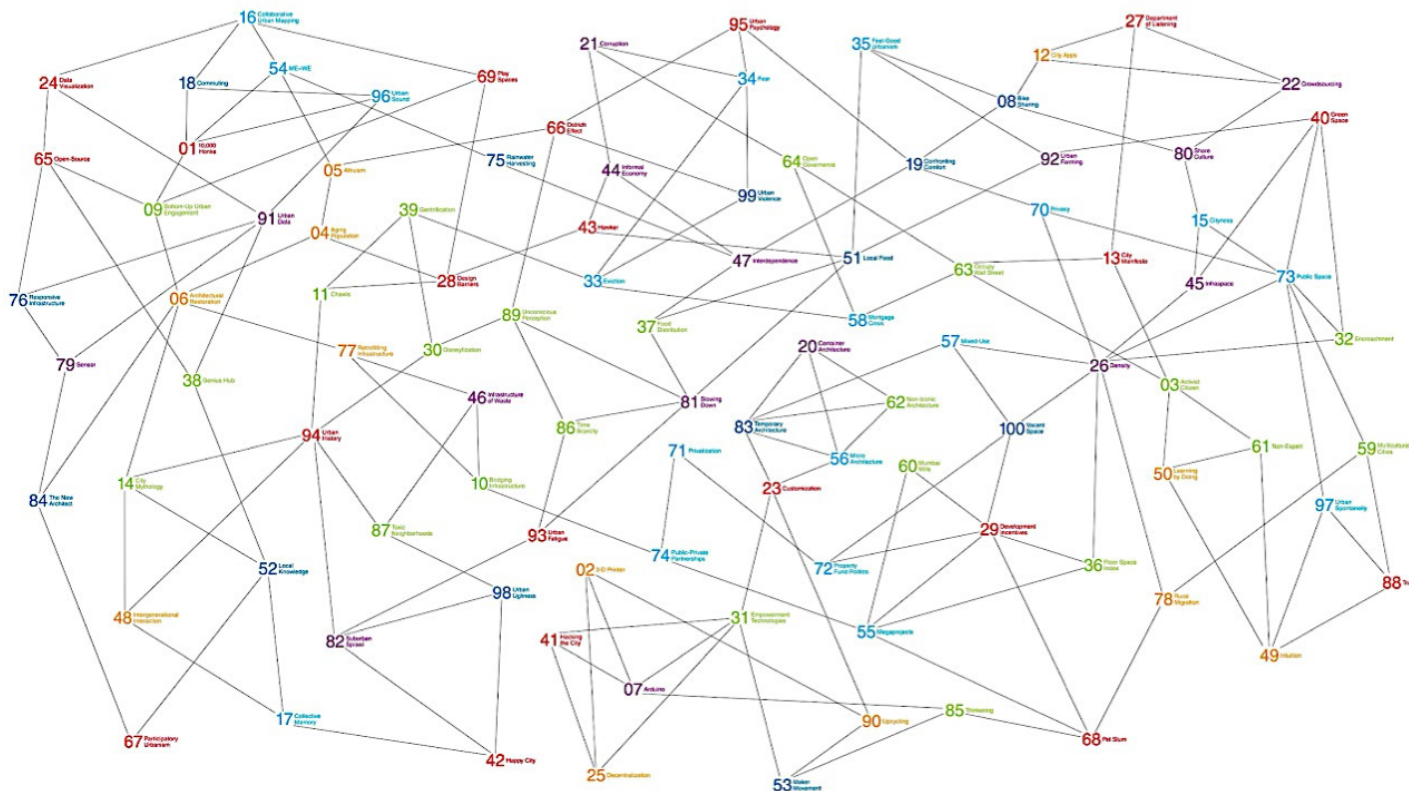 16 Collaborative
Urban Mapping
95 Urban
Psychology
27 Department
of Listening
21 Corruption
35 Feel-Good
Urbanism
12 City Apps
24 Data
Visualization
18 Commuting
54 ME=WE
69 Play
Spaces
34 Fear
22 Crowdsourcing
96 Urban
Sound
08 Bike
Sharing
40 Green
Space
66 Ostrich
Effect
01 10,000
Honks
65 Open-Source
75 Rainwater
Harvesting
05 Altruism
44 Informal
Economy
64 Open
Governance
19 Confronting
Comfort
92 Urban
Farming
80 Share
Culture
99 Urban
Violence
09 Bottom-Up Urban
Engagement
91 Urban
Data
39 Gentrification
70 Privacy
15 Cityness
04 Aging
Population
43 Hawker
47 Interdependence
51 Local Food
13 City
Manifesto
63 Occupy
Wall Street
76 Responsive
Infrastructure
06 Architectural
Restoration
11 Chawls
28 Design
Barriers
33 Eviction
45 Infraspace
73 Public Space
89 Unconscious
Perception
37 Food
Distribution
58 Mortgage
Crisis
77 Retrofitting
Infrastructure
30 Disneyfication
20 Container
Architecture
57 Mixed-Use
32 Encroachment
79 Sensor
38 Genius Hub
26 Density
46 Infrastructure
of Waste
81 Slowing
Down
62 Non-Iconic
Architecture
03 Activist
Citizen
94 Urban
History
86 Time
Scarcity
83 Temporary
Architecture
100 Vacant
Space
71 Privatization
56 Micro
Architecture
60 Mumbai
Mills
61 Non-Expert
59 Multicultural
Cities
14 City
Mythology
10 Bridging
Infrastructure
23 Customization
50 Learning
by Doing
84 The New
Architect
87 Toxic
Neighborhoods
93 Urban
Fatigue
29 Development
Incentives
97 Urban
Spontaneity
52 Local
Knowledge
02 3-D Printer
74 Public-Private
Partnerships
72 Property
Fund Politics
36 Floor Space
Index
88
98 Urban
Ugliness
78 Rural
Migration
48 Intergenerational
Interaction
82 Suburban
Sprawl
41 Hacking
the City
31 Empowerment
Technologies
55 Megaprojects
49 Intuition
07 Arduino
17 Collective
Memory
90 Upcycling
85 Thinkering
67 Participatory
Urbanism
42 Happy City
25 Decentralization
53 Maker
Movement
68 Pet Slum